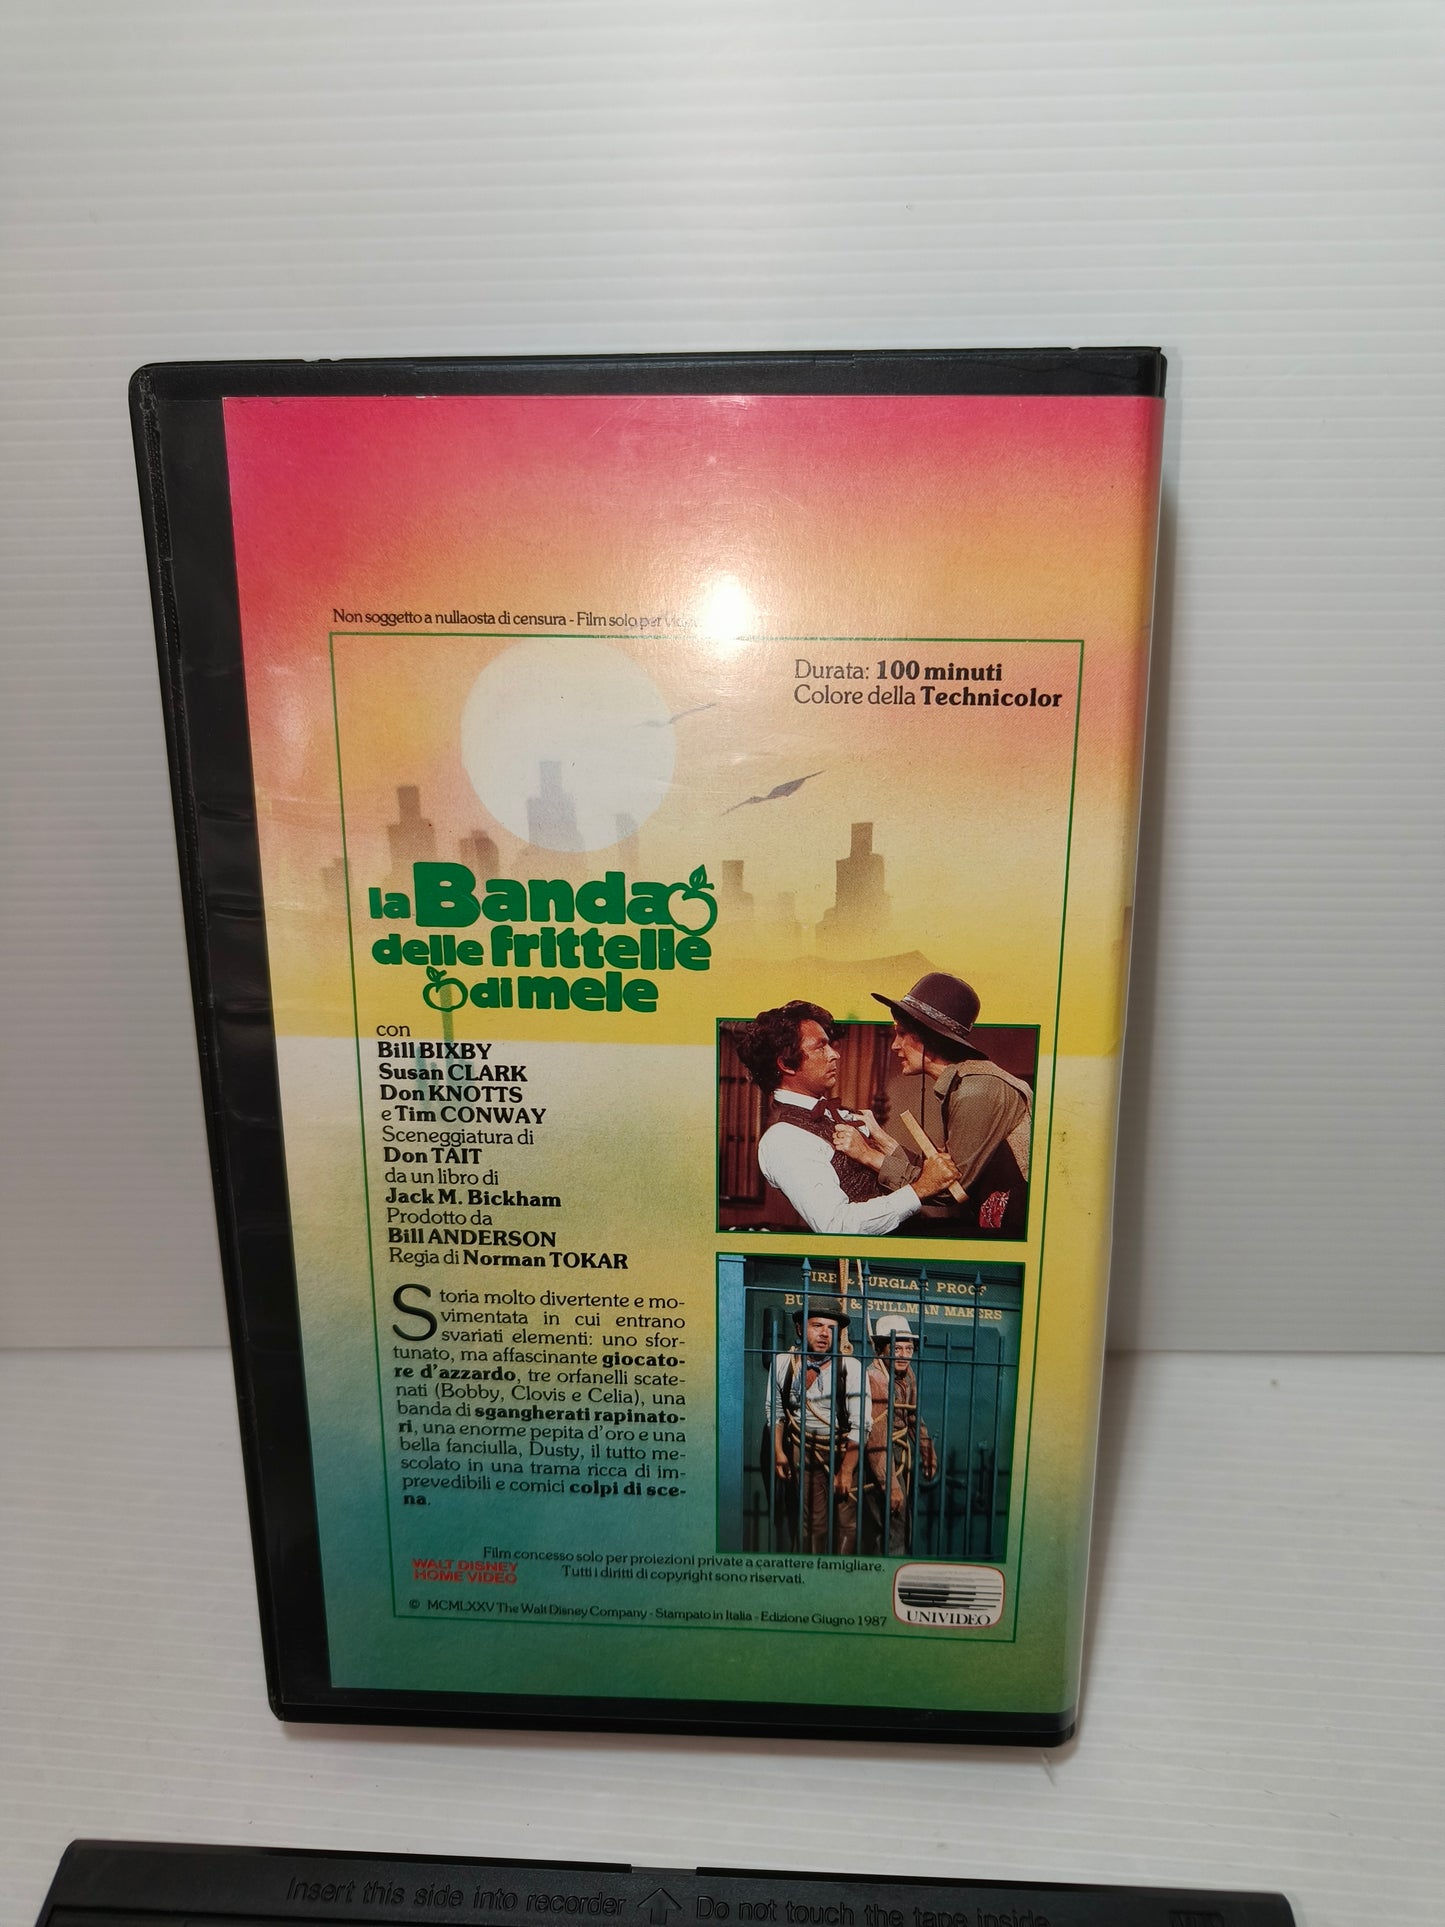 Non soggetto a nullaosta di censura - Film solo per
Durata: 100 minuti
Colore della Technicolor
la Banda
delle frittelle
di mele
con
Bill BIXBY
Susan CLARK
Don KNOTTS
e Tim CONWAY
Sceneggiatura di
Don TAIT
da un libro di
Jack M. Bickham
Prodotto da
Bill ANDERSON
Regia di Norman TOKAR
Storia molto divertente e mo-
vimentata in cui entrano
svariati elementi: uno sfor-
tunato, ma affascinante giocato-
re d'azzardo, tre orfanelli scate-
nati (Bobby, Clovis e Celia), una
banda di sgangherati rapinato-
ri, una enorme pepita d'oro e una
bella fanciulla, Dusty, il tutto me-
scolato in una trama ricca di im-
prevedibili e comici colpi di sce-
na.
FIRE & BURGLAR PROOF
& STILLMAN MAKERS
WALT DISNEY
HOME VIDEO
Film concesso solo per proiezioni private a carattere famigliare.
Tutti i diritti di copyright sono riservati.
© MCMLXXV The Walt Disney Company - Stampato in Italia - Edizione Giugno 1987
UNIVIDEO
Insert this side into recorder Do not touch the tape inside